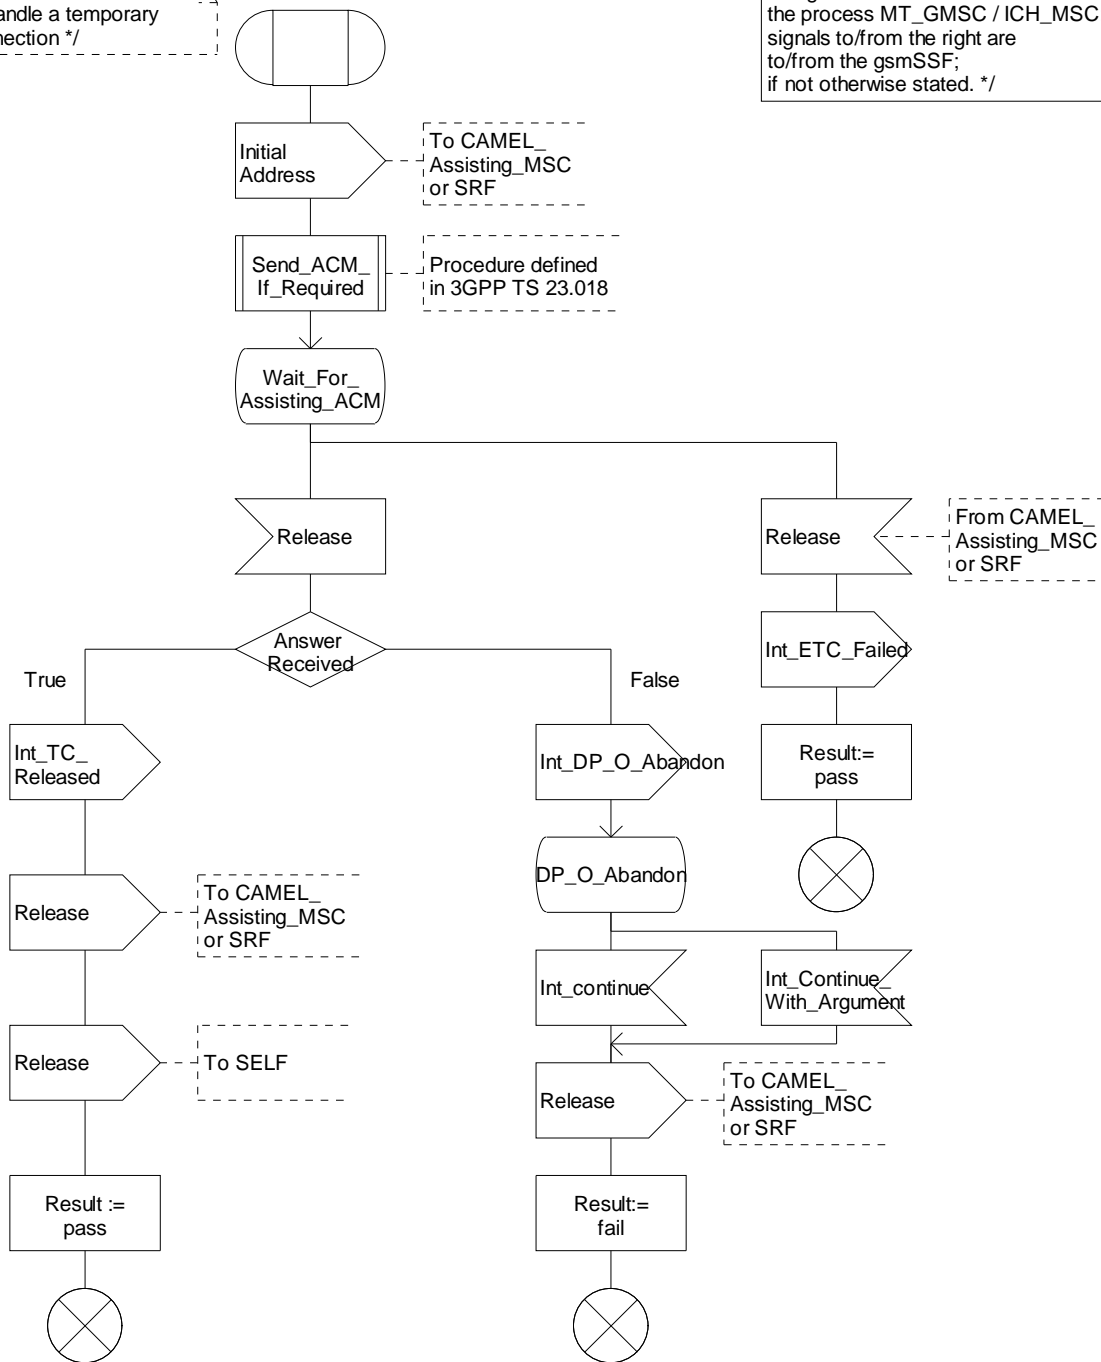 andle a temporary
nection */
the process MT_GMSC / ICH_MSC
signals to/from the right are
to/from the gsmSSF;
if not otherwise stated. */
Initial
Address
To CAMEL_
Assisting_MSC
or SRF
Send_ACM_
If_Required
Procedure defined
in 3GPP TS 23.018
Wait_For_
Assisting_ACM
Release
Release
From CAMEL_
Assisting_MSC
or SRF
Answer
Received
Int_ETC_Failed
True
False
Int_TC_
Released
Int_DP_O_Abandon
Result:=
pass
DP_O_Abandon
Release
To CAMEL_
Assisting_MSC
or SRF
Int_continue
Int_Continue_
With_Argument
Release
To SELF
Release
To CAMEL_
Assisting_MSC
or SRF
Result :=
pass
Result:=
fail